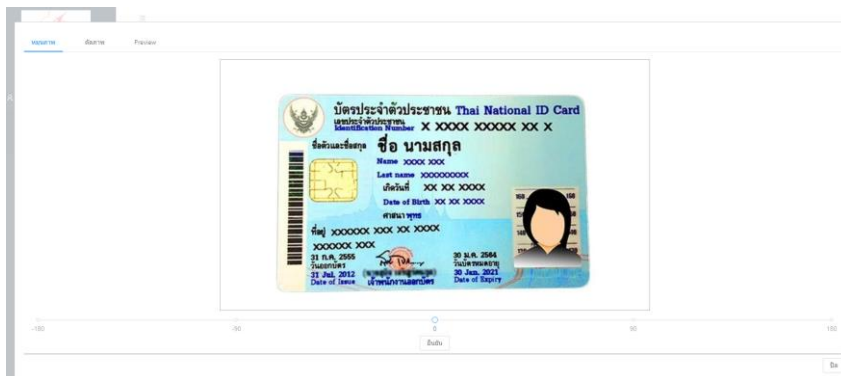 หมุนภาพ ตัดภาพ Preview
บัตรประจำตัวประชาชน Thai National ID Card
เลขประจำตัวประชาชน
Identification Number X XXXX XXXXX XX X
ชื่อตัวและชื่อสกุล ชื่อ นามสกุล
Name XXXX XXX
Last name XXXXXXXXX
เกิดวันที่ XX XX XXXX
Date of Birth XX XX XXXX
ศาสนา พุทธ
ที่อยู่ XXXXXX XXX XX XXXX
XXXXXX XXX
31 ก.ค. 2555
วันออกบัตร
31 Jul. 2012
Date of Issue
เจ้าพนักงานออกบัตร
30 ม.ค. 2564
วันบัตรหมดอายุ
30 Jan. 2021
Date of Expiry
-180 -90 0 90 180
ยืนยัน
ปิด